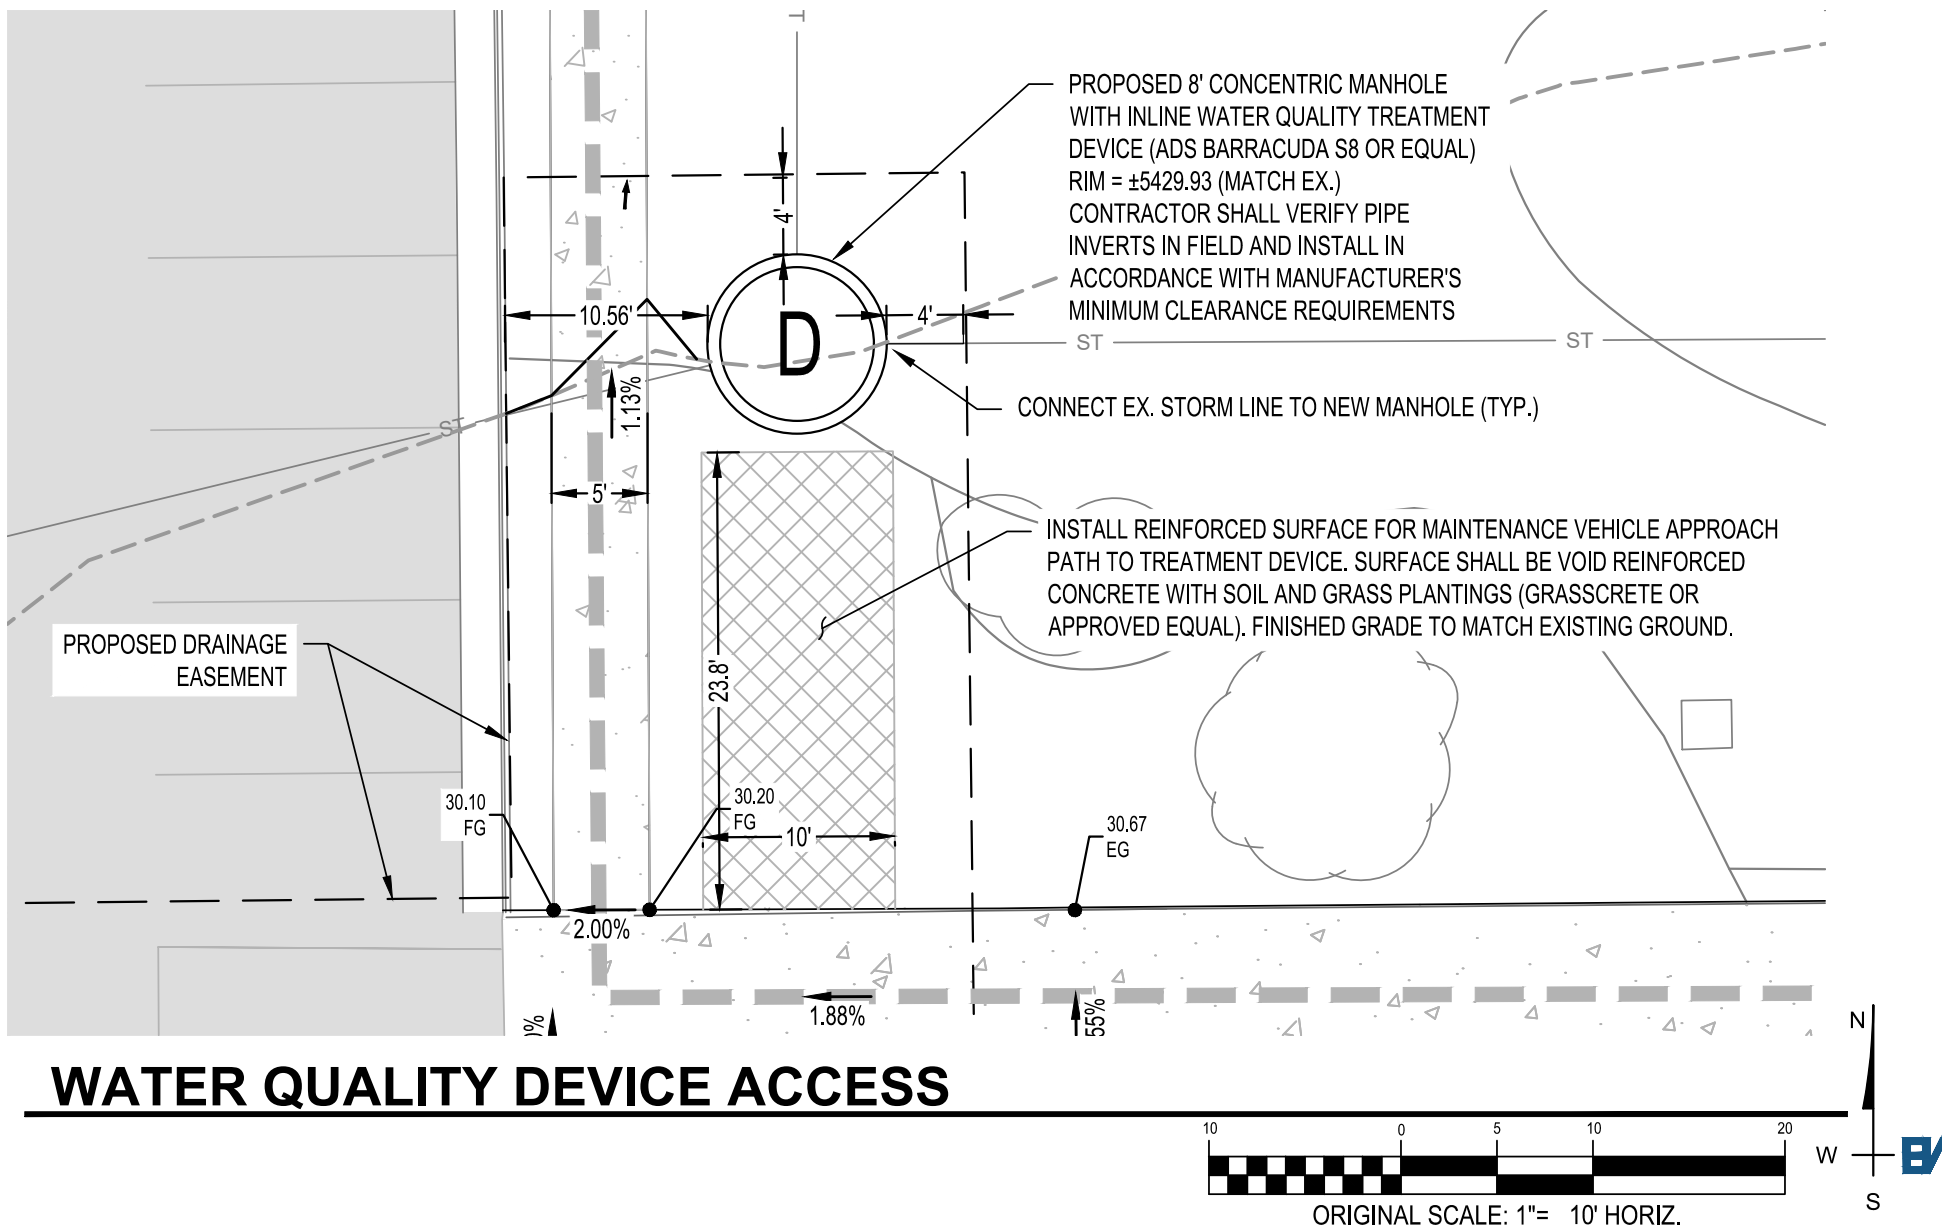 T
PROPOSED 8' CONCENTRIC MANHOLE
WITH INLINE WATER QUALITY TREATMENT
DEVICE (ADS BARRACUDA S8 OR EQUAL)
RIM = ±5429.93 (MATCH EX.)
CONTRACTOR SHALL VERIFY PIPE
INVERTS IN FIELD AND INSTALL IN
ACCORDANCE WITH MANUFACTURER'S
MINIMUM CLEARANCE REQUIREMENTS
4'
10.56'
D
4'
ST
ST
1.13%
ST
CONNECT EX. STORM LINE TO NEW MANHOLE (TYP.)
5'
INSTALL REINFORCED SURFACE FOR MAINTENANCE VEHICLE APPROACH
PATH TO TREATMENT DEVICE. SURFACE SHALL BE VOID REINFORCED
CONCRETE WITH SOIL AND GRASS PLANTINGS (GRASSCRETE OR
APPROVED EQUAL). FINISHED GRADE TO MATCH EXISTING GROUND.
PROPOSED DRAINAGE
EASEMENT
23.8'
30.10
FG
30.20
FG
10'
30.67
EG
2.00%
1.88%
0%
55%
WATER QUALITY DEVICE ACCESS
10 0 5 10 20
ORIGINAL SCALE: 1"= 10' HORIZ.
N
W
S